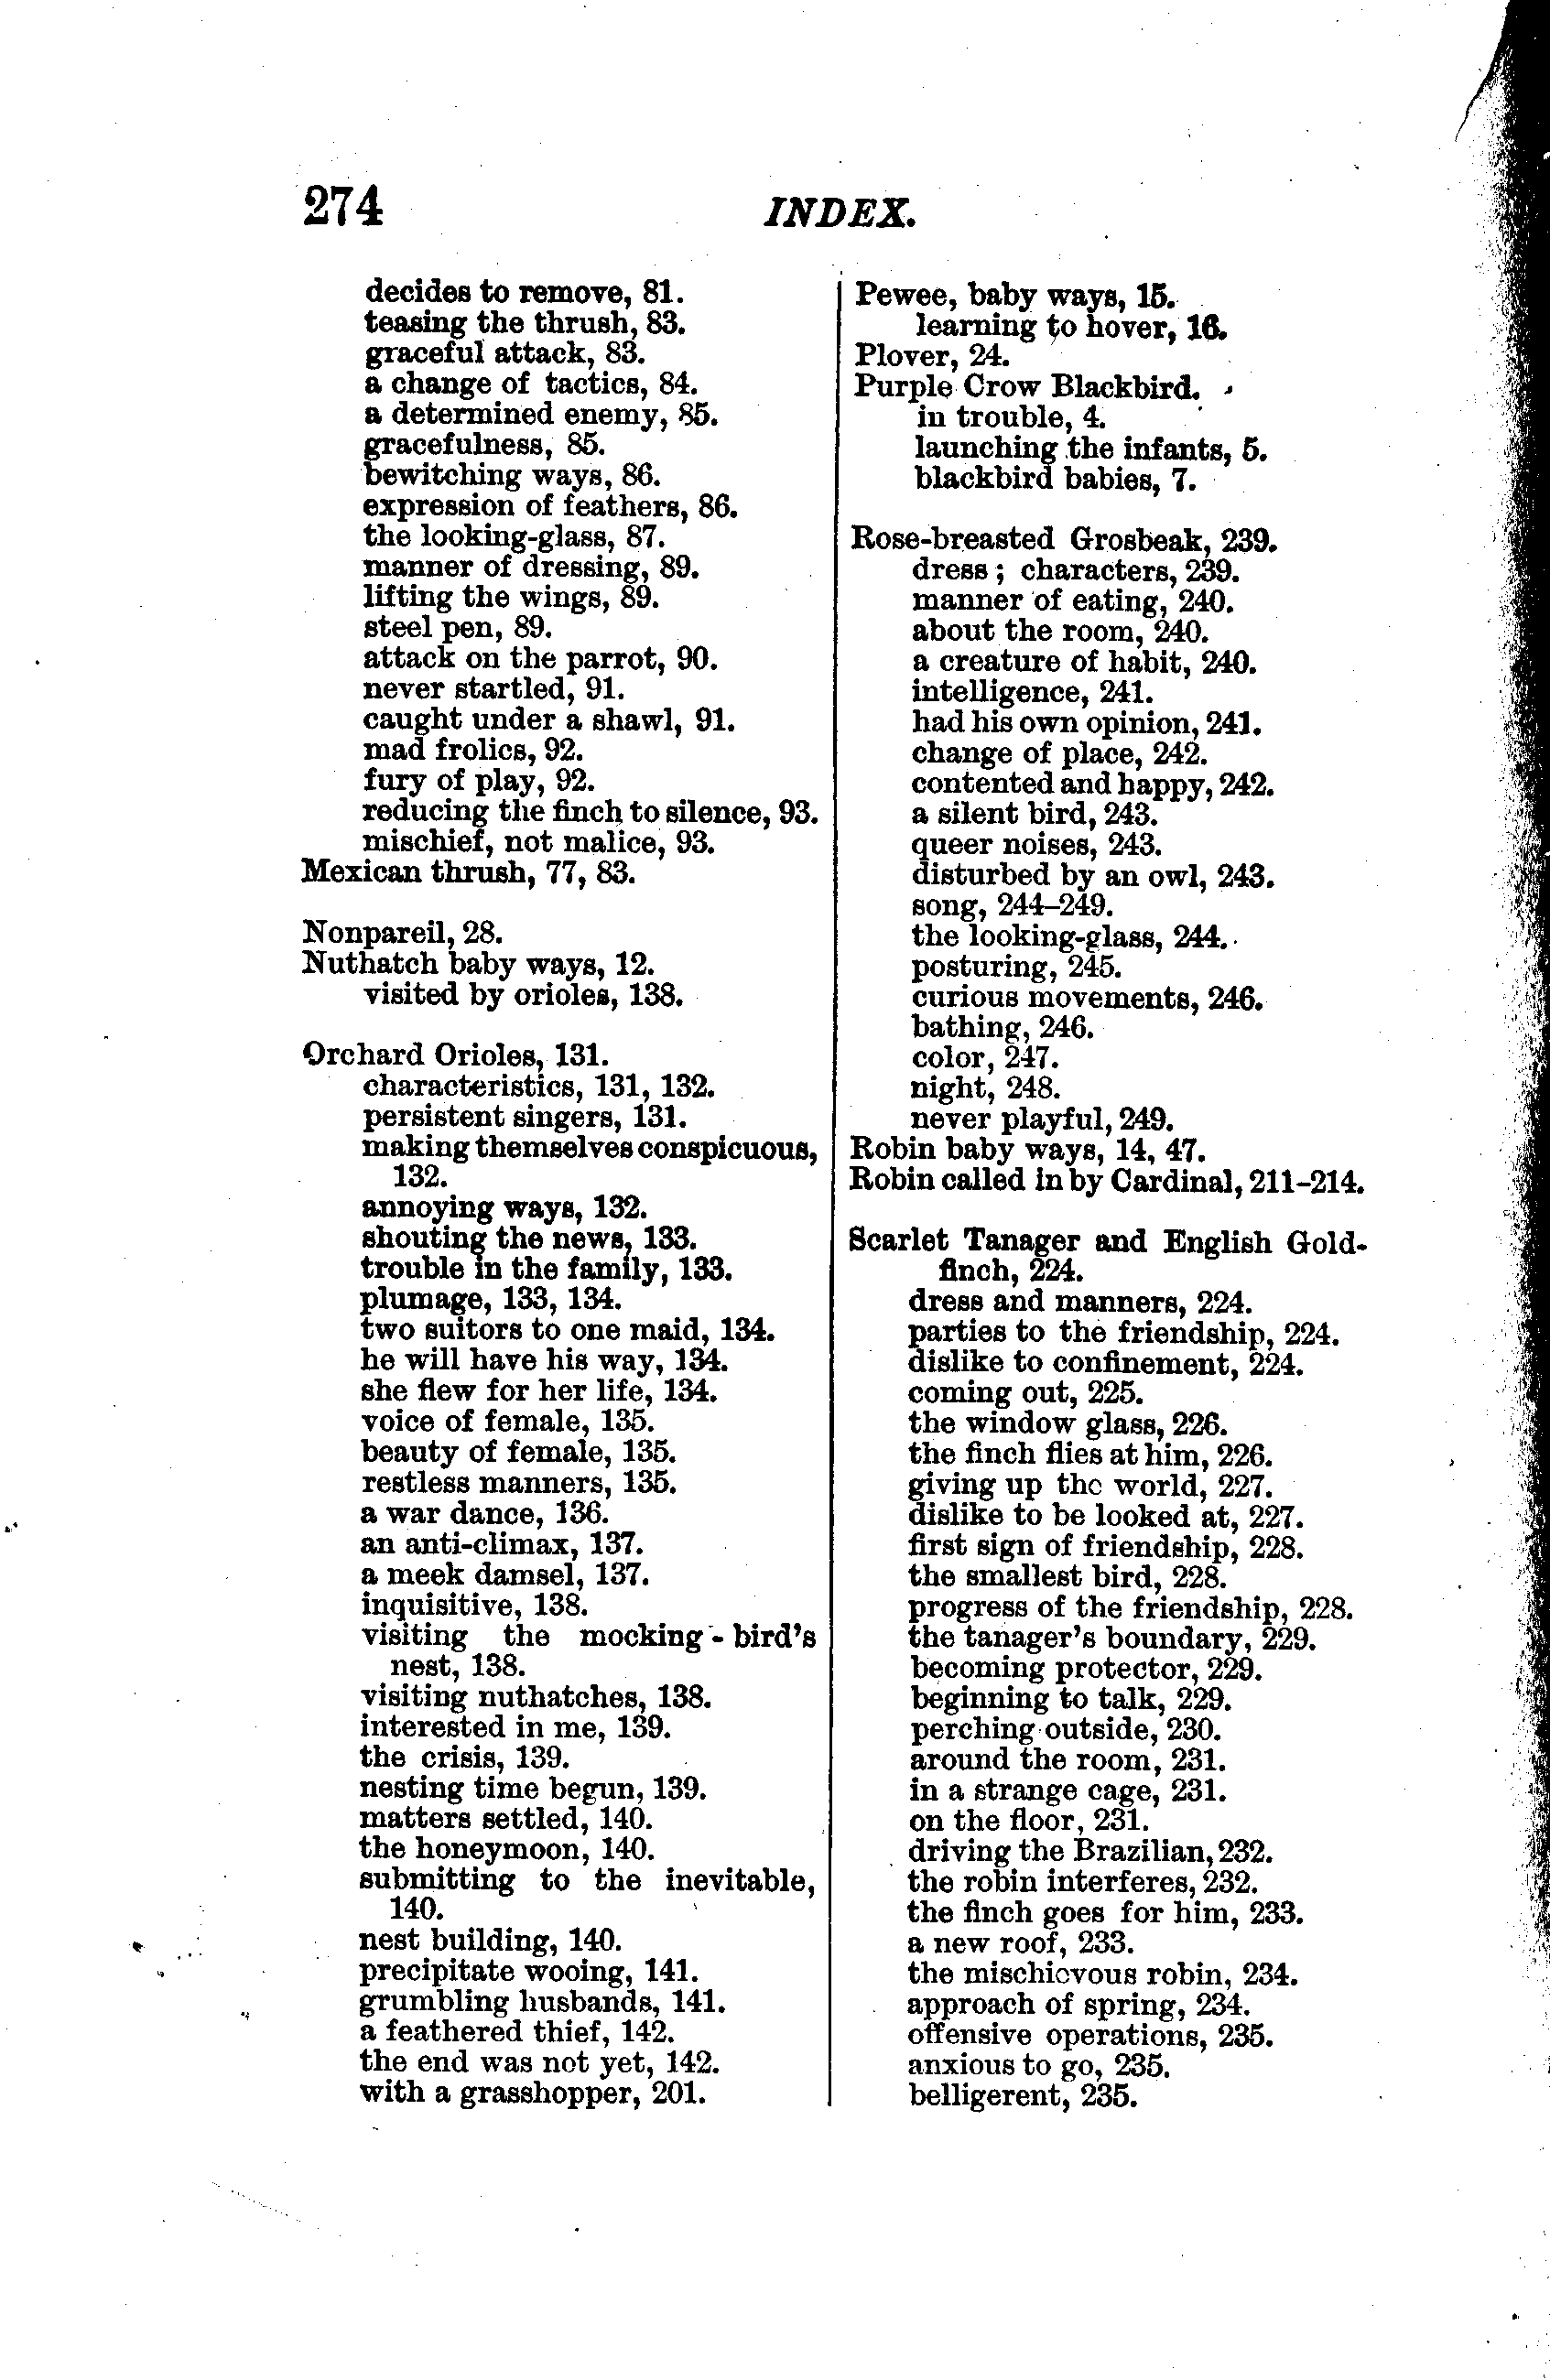 274
INDEX.
decides to remove, 81.
teasing the thrush, 83.
graceful attack, 83.
a change of tactics, 84.
a determined enemy, 85.
gracefulness, 85.
bewitching ways, 86.
expression of feathers, 86.
the looking-glass, 87.
manner of dressing, 89.
lifting the wings, 89.
steel pen, 89.
attack on the parrot, 90.
never startled, 91.
caught under a shawl, 91.
mad frolics, 92.
fury of play, 92.
reducing the finch to silence, 93.
mischief, not malice, 93.
Mexican thrush, 77, 83.
Nonpareil, 28.
Nuthatch baby ways, 12.
visited by orioles, 138.
Orchard Orioles, 131.
characteristics, 131, 132.
persistent singers, 131.
making themselves conspicuous,
132.
annoying ways, 132.
shouting the news, 133.
trouble in the family, 133.
plumage, 133, 134.
two suitors to one maid, 134.
he will have his way, 134.
she flew for her life, 134.
voice of female, 135.
beauty of female, 135.
restless manners, 135.
a war dance, 136.
an anti-climax, 137.
a meek damsel, 137.
inquisitive, 138.
visiting the mocking-bird's
nest, 138.
visiting nuthatches, 138.
interested in me, 139.
the crisis, 139.
nesting time begun, 139.
matters settled, 140.
the honeymoon, 140.
submitting to the inevitable,
140.
nest building, 140.
precipitate wooing, 141.
grumbling husbands, 141.
a feathered thief, 142.
the end was not yet, 142.
with a grasshopper, 201.
Pewee, baby ways, 15.
learning to hover, 16.
Plover, 24.
Purple Crow Blackbird.
in trouble, 4.
launching the infants, 5.
blackbird babies, 7.
Rose-breasted Grosbeak, 239.
dress; characters, 239.
manner of eating, 240.
about the room, 240.
a creature of habit, 240.
intelligence, 241.
had his own opinion, 241.
change of place, 242.
contented and happy, 242.
a silent bird, 243.
queer noises, 243.
disturbed by an owl, 243.
song, 244–249.
the looking-glass, 244.
posturing, 245.
curious movements, 246.
bathing, 246.
color, 247.
night, 248.
never playful, 249.
Robin baby ways, 14, 47.
Robin called in by Cardinal, 211-214.
Scarlet Tanager and English Gold-
finch, 224.
dress and manners, 224.
parties to the friendship, 224.
dislike to confinement, 224.
coming out, 225.
the window glass, 226.
the finch flies at him, 226.
giving up the world, 227.
dislike to be looked at, 227.
first sign of friendship, 228.
the smallest bird, 228.
progress of the friendship, 228.
the tanager's boundary, 229.
becoming protector, 229.
beginning to talk, 229.
perching outside, 230.
around the room, 231.
in a strange cage, 231.
on the floor, 231.
driving the Brazilian, 232.
the robin interferes, 232.
the finch goes for him, 233.
a new roof, 233.
the mischievous robin, 234.
approach of spring, 234.
offensive operations, 235.
anxious to go, 235.
belligerent, 235.